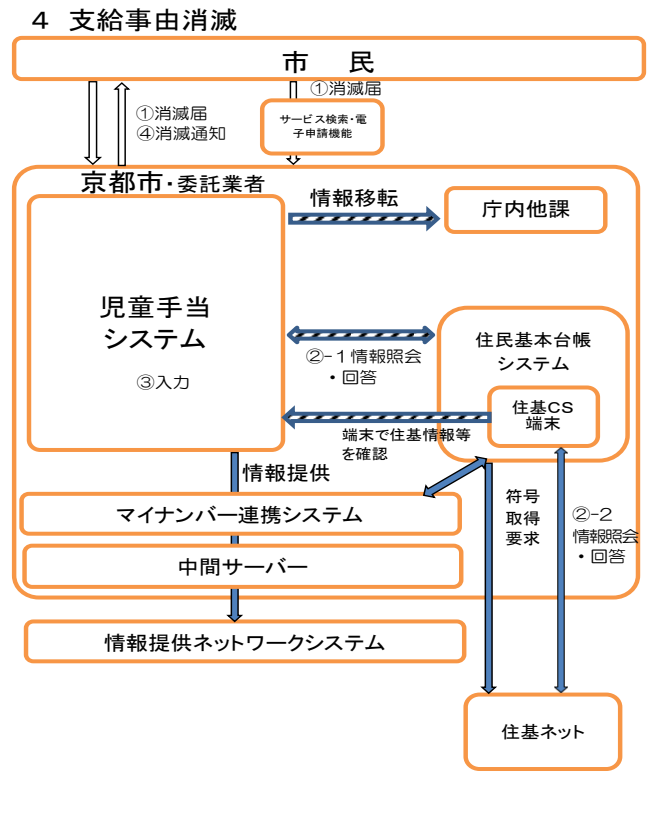 4 支給事由消滅
市 民
①消滅届
④消滅通知
①消滅届
サービス検索・電
子申請機能
京都市・委託業者
情報移転
庁内他課
児童手当
システム
③入力
②-1情報照会
・回答
住民基本台帳
システム
住基CS
端末
端末で住基情報等
を確認
情報提供
マイナンバー連携システム
符号
取得
要求
②-2
情報照会
・回答
中間サーバー
情報提供ネットワークシステム
住基ネット